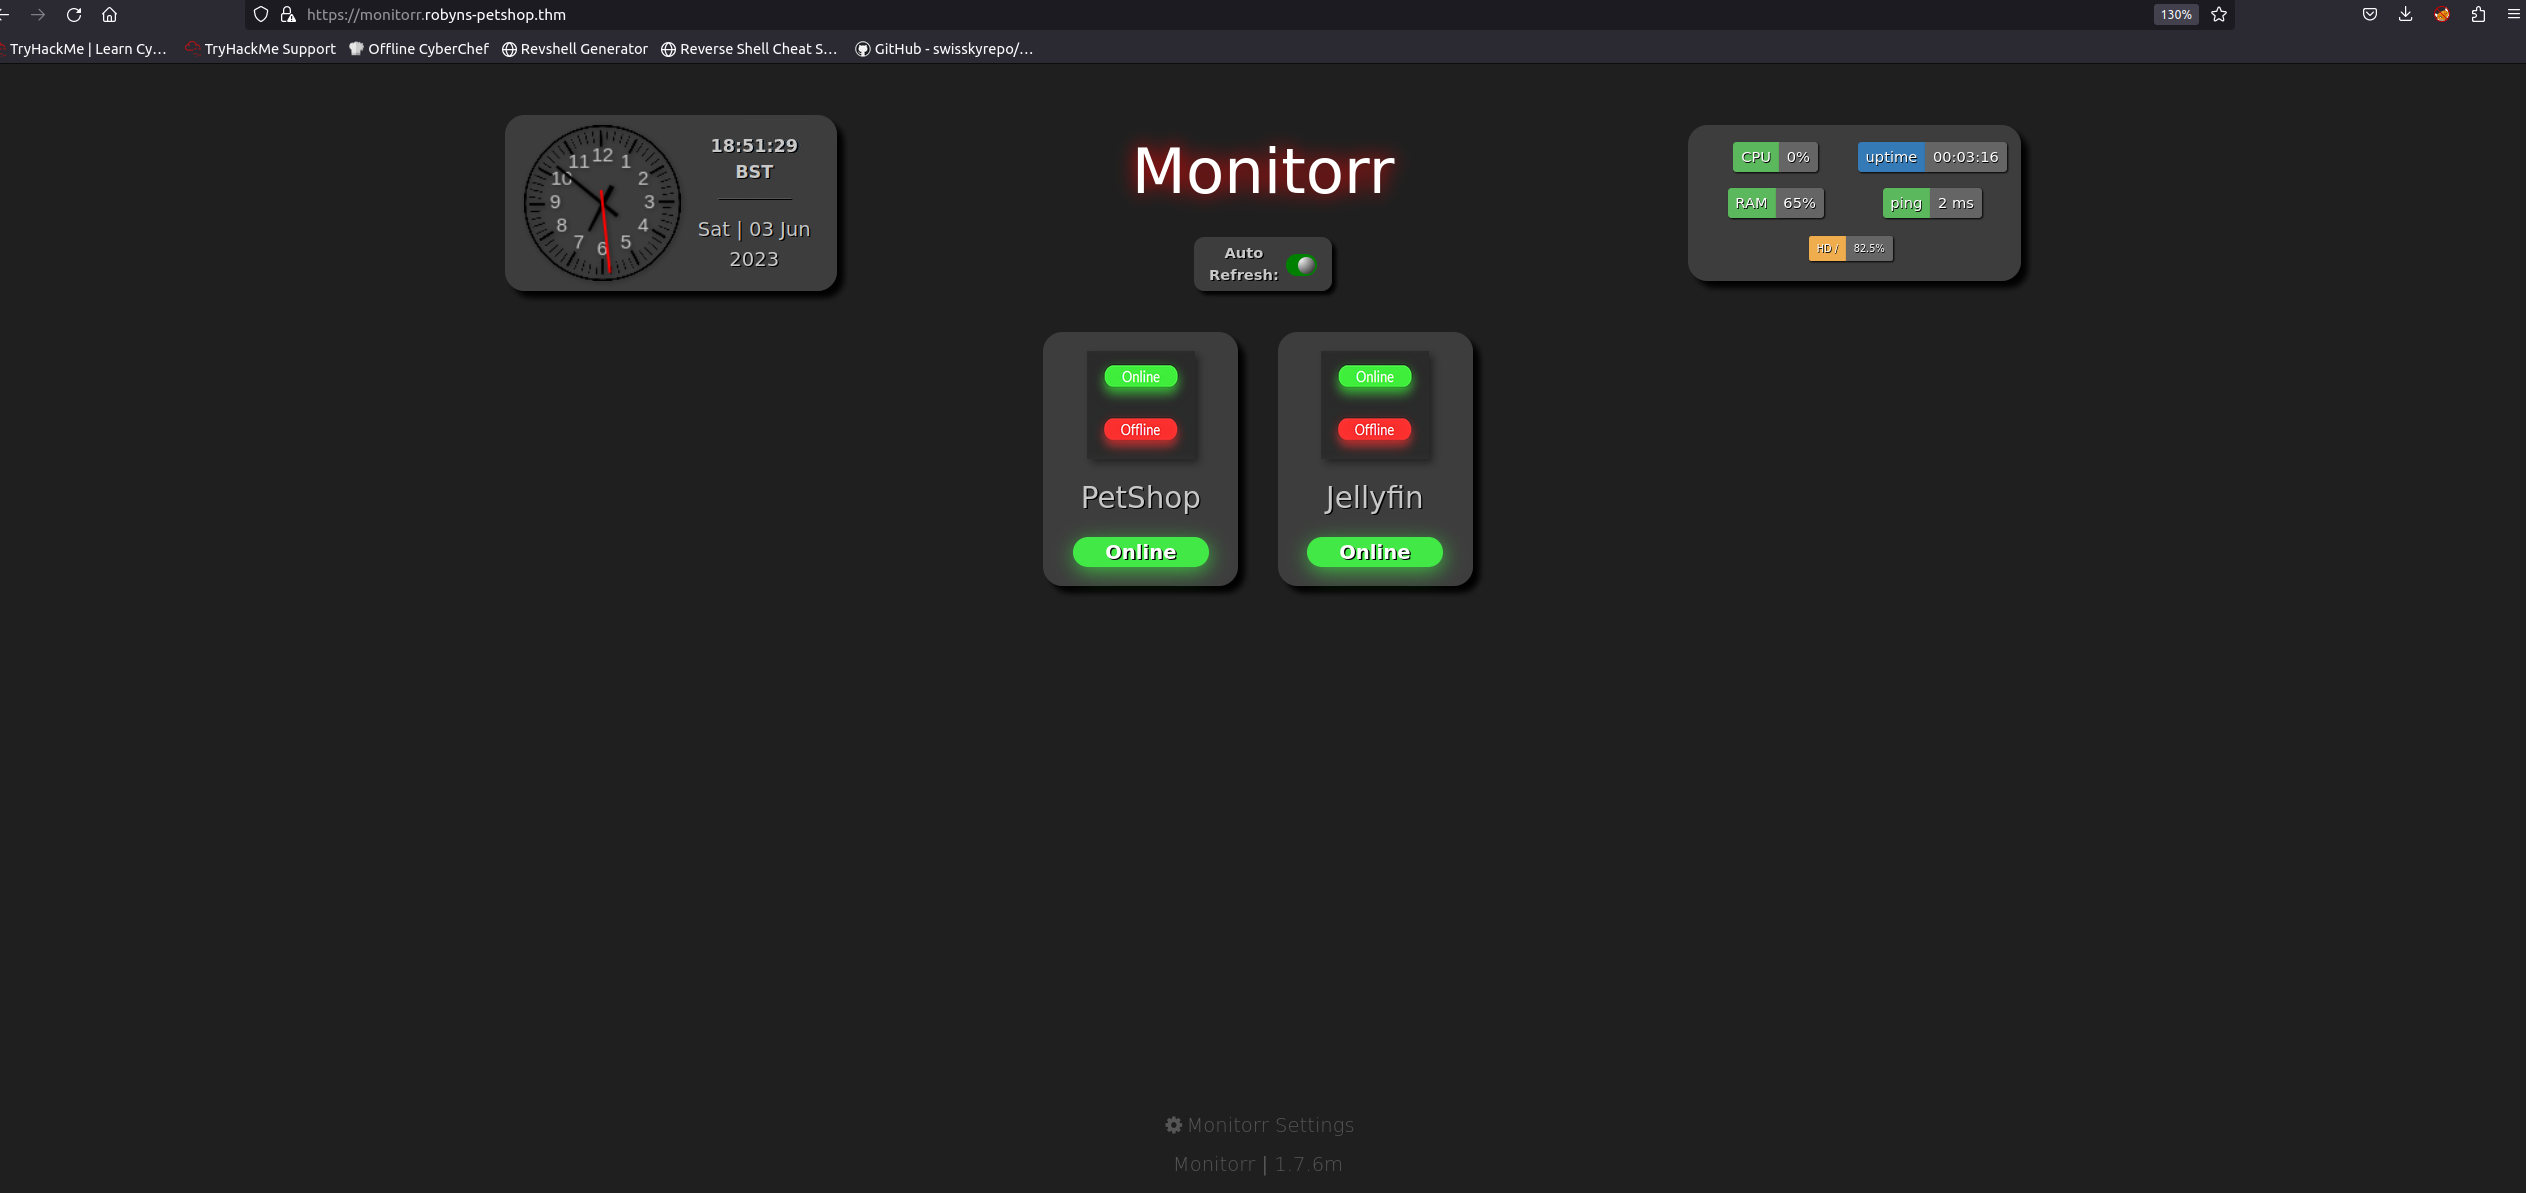 https://monitorr.robyns-petshop.thm
130%
TryHackMe | Learn Cy...
TryHackMe Support
Offline CyberChef
Revshell Generator
Reverse Shell Cheat S...
GitHub - swisskyrepo/...
12
1
2
3
4
5
6
7
8
9
10
11
18:51:29
BST
Sat | 03 Jun
2023
Monitorr
Auto
Refresh:
CPU 0%
uptime 00:03:16
RAM 65%
ping 2 ms
HD / 82.5%
Online
Offline
PetShop
Online
Online
Offline
Jellyfin
Online
Monitorr Settings
Monitorr | 1.7.6m